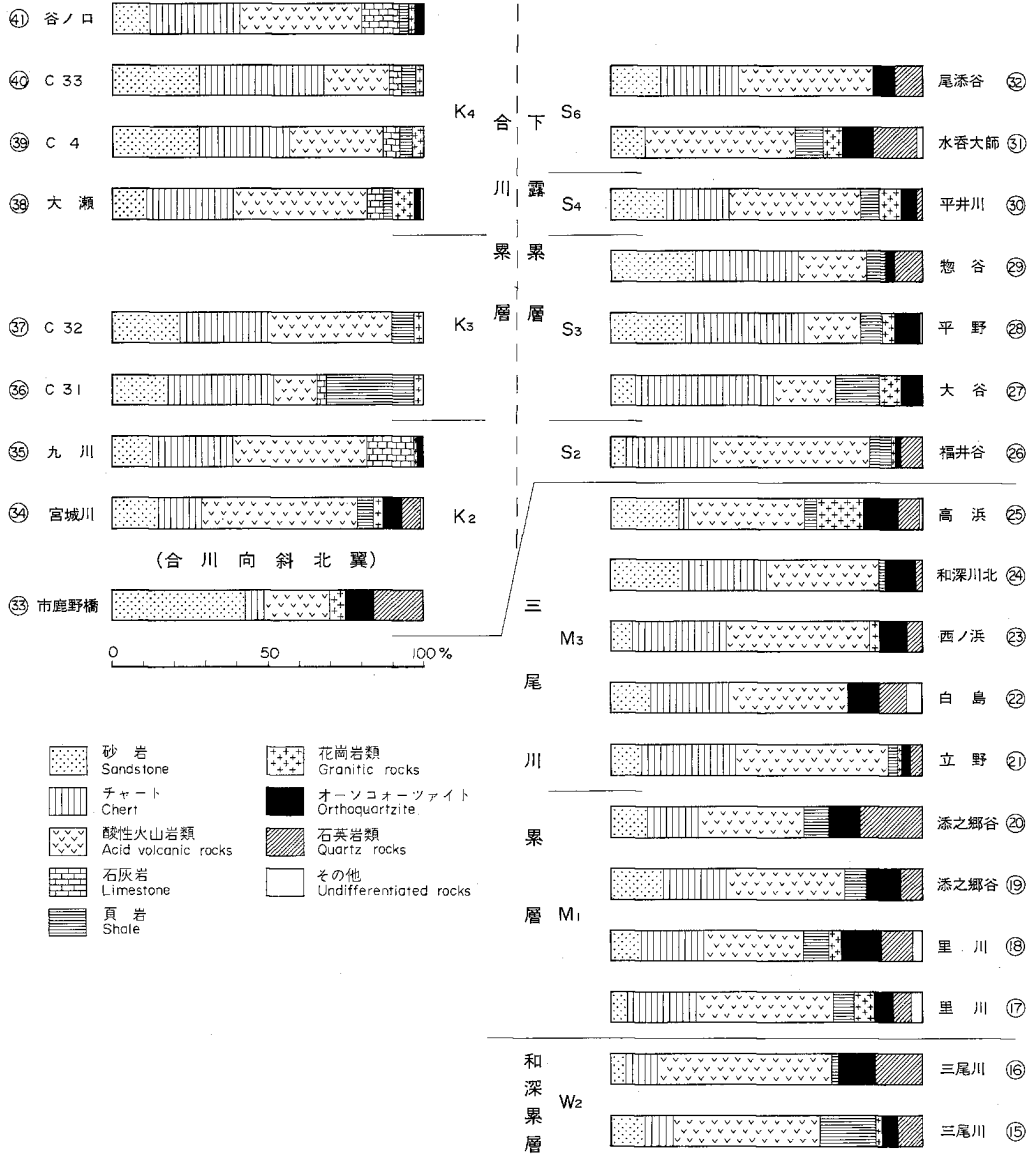 ㊶ 谷ノ口
㊵ C 33
㊴ C 4
㊳ 大瀬
㊲ C 32
㊱ C 31
㉟ 九川
㉞ 宮城川
(合川向斜北翼)
㉝ 市鹿野橋
0 50 100%
K4
K3
K2
合川累層
下露累層
S6
S4
S3
S2
三尾川累層
M3
M1
和深累層
W2
尾添谷 ㉜
水呑大師 ㉛
平井川 ㉚
惣谷 ㉙
平野 ㉘
大谷 ㉗
福井谷 ㉖
高浜 ㉕
和深川北 ㉔
西ノ浜 ㉓
白島 ㉒
立野 ㉑
添之郷谷 ⑳
添之郷谷 ⑲
里川 ⑱
里川 ⑰
三尾川 ⑯
三尾川 ⑮
砂岩
Sandstone
チャート
Chert
酸性火山岩類
Acid volcanic rocks
石灰岩
Limestone
頁岩
Shale
花崗岩類
Granitic rocks
オーソコォーツァイト
Orthoquartzite
石英岩類
Quartz rocks
その他
Undifferentiated rocks